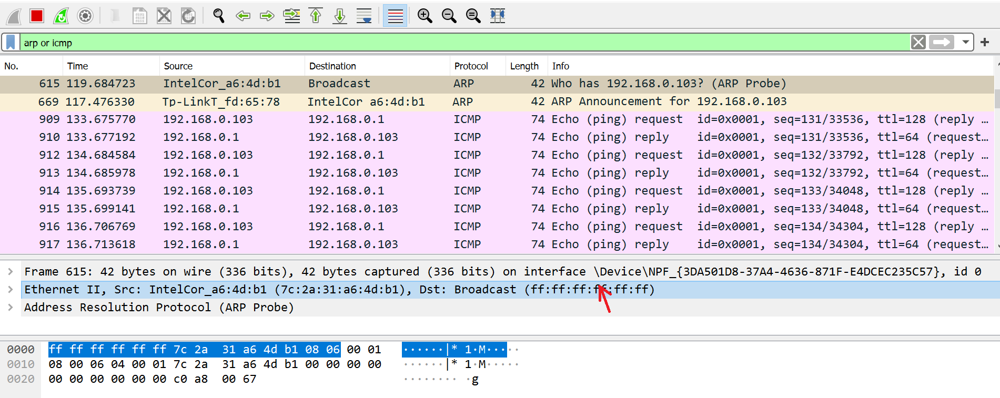 arp or icmp
No. Time Source Destination Protocol Length Info
615 119.684723 IntelCor_a6:4d:b1 Broadcast ARP 42 Who has 192.168.0.103? (ARP Probe)
669 117.476330 Tp-LinkT_fd:65:78 IntelCor a6:4d:b1 ARP 42 ARP Announcement for 192.168.0.103
909 133.675770 192.168.0.103 192.168.0.1 ICMP 74 Echo (ping) request id=0x0001, seq=131/33536, ttl=128 (reply …
910 133.677192 192.168.0.1 192.168.0.103 ICMP 74 Echo (ping) reply id=0x0001, seq=131/33536, ttl=64 (request…
912 134.684584 192.168.0.103 192.168.0.1 ICMP 74 Echo (ping) request id=0x0001, seq=132/33792, ttl=128 (reply …
913 134.685978 192.168.0.1 192.168.0.103 ICMP 74 Echo (ping) reply id=0x0001, seq=132/33792, ttl=64 (request…
914 135.693739 192.168.0.103 192.168.0.1 ICMP 74 Echo (ping) request id=0x0001, seq=133/34048, ttl=128 (reply …
915 135.699141 192.168.0.1 192.168.0.103 ICMP 74 Echo (ping) reply id=0x0001, seq=133/34048, ttl=64 (request…
916 136.706769 192.168.0.103 192.168.0.1 ICMP 74 Echo (ping) request id=0x0001, seq=134/34304, ttl=128 (reply …
917 136.713618 192.168.0.1 192.168.0.103 ICMP 74 Echo (ping) reply id=0x0001, seq=134/34304, ttl=64 (request…
Frame 615: 42 bytes on wire (336 bits), 42 bytes captured (336 bits) on interface \Device\NPF_{3DA501D8-37A4-4636-871F-E4DCEC235C57}, id 0
Ethernet II, Src: IntelCor_a6:4d:b1 (7c:2a:31:a6:4d:b1), Dst: Broadcast (ff:ff:ff:ff:ff:ff)
Address Resolution Protocol (ARP Probe)
0000 ff ff ff ff ff ff 7c 2a 31 a6 4d b1 08 06 00 01 ······|* 1·M·····
0010 08 00 06 04 00 01 7c 2a 31 a6 4d b1 00 00 00 00 ······|* 1·M·····
0020 00 00 00 00 00 00 c0 a8 00 67 ········ ·g